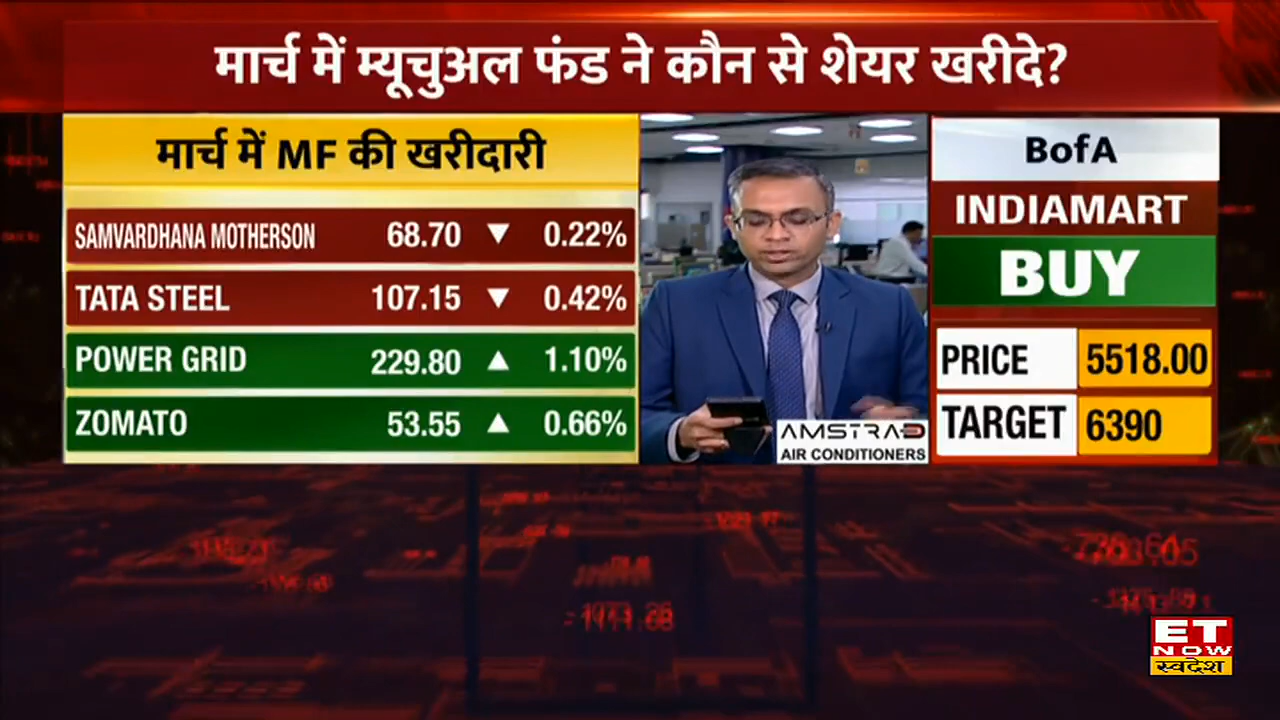 मार्च में म्यूचुअल फंड ने कौन से शेयर खरीदे?
मार्च में MF की खरीदारी
SAMVARDHANA MOTHERSON 68.70 ▼ 0.22%
TATA STEEL 107.15 ▼ 0.42%
POWER GRID 229.80 ▲ 1.10%
ZOMATO 53.55 ▲ 0.66%
AMSTRAD
AIR CONDITIONERS
BofA
INDIAMART
BUY
PRICE 5518.00
TARGET 6390
ET
NOW
स्वदेश